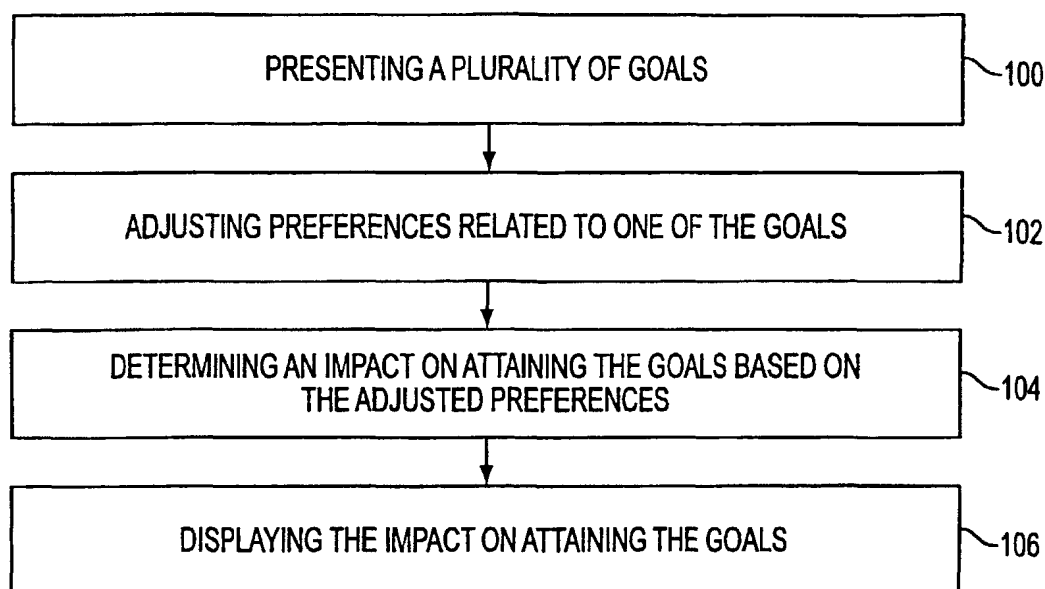 PRESENTING A PLURALITY OF GOALS
100
ADJUSTING PREFERENCES RELATED TO ONE OF THE GOALS
102
DETERMINING AN IMPACT ON ATTAINING THE GOALS BASED ON
THE ADJUSTED PREFERENCES
104
DISPLAYING THE IMPACT ON ATTAINING THE GOALS
106